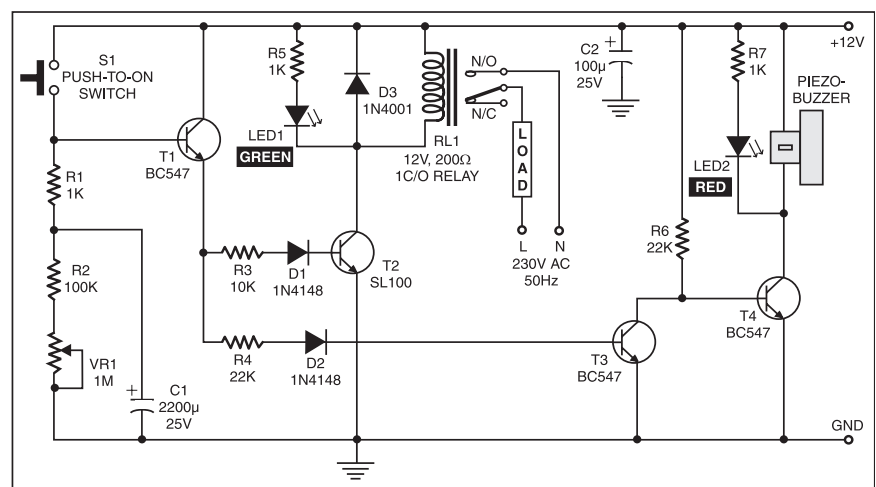 S1
PUSH-TO-ON
SWITCH
R1
1K
R2
100K
VR1
1M
C1
2200µ
25V
+
T1
BC547
R5
1K
LED1
GREEN
D3
1N4001
RL1
12V, 200Ω
1C/O RELAY
N/O
N/C
LOAD
L
N
230V AC
50Hz
R3
10K
D1
1N4148
T2
SL100
R4
22K
D2
1N4148
C2
100µ
25V
+
R7
1K
LED2
RED
PIEZO-
BUZZER
+12V
R6
22K
T3
BC547
T4
BC547
GND